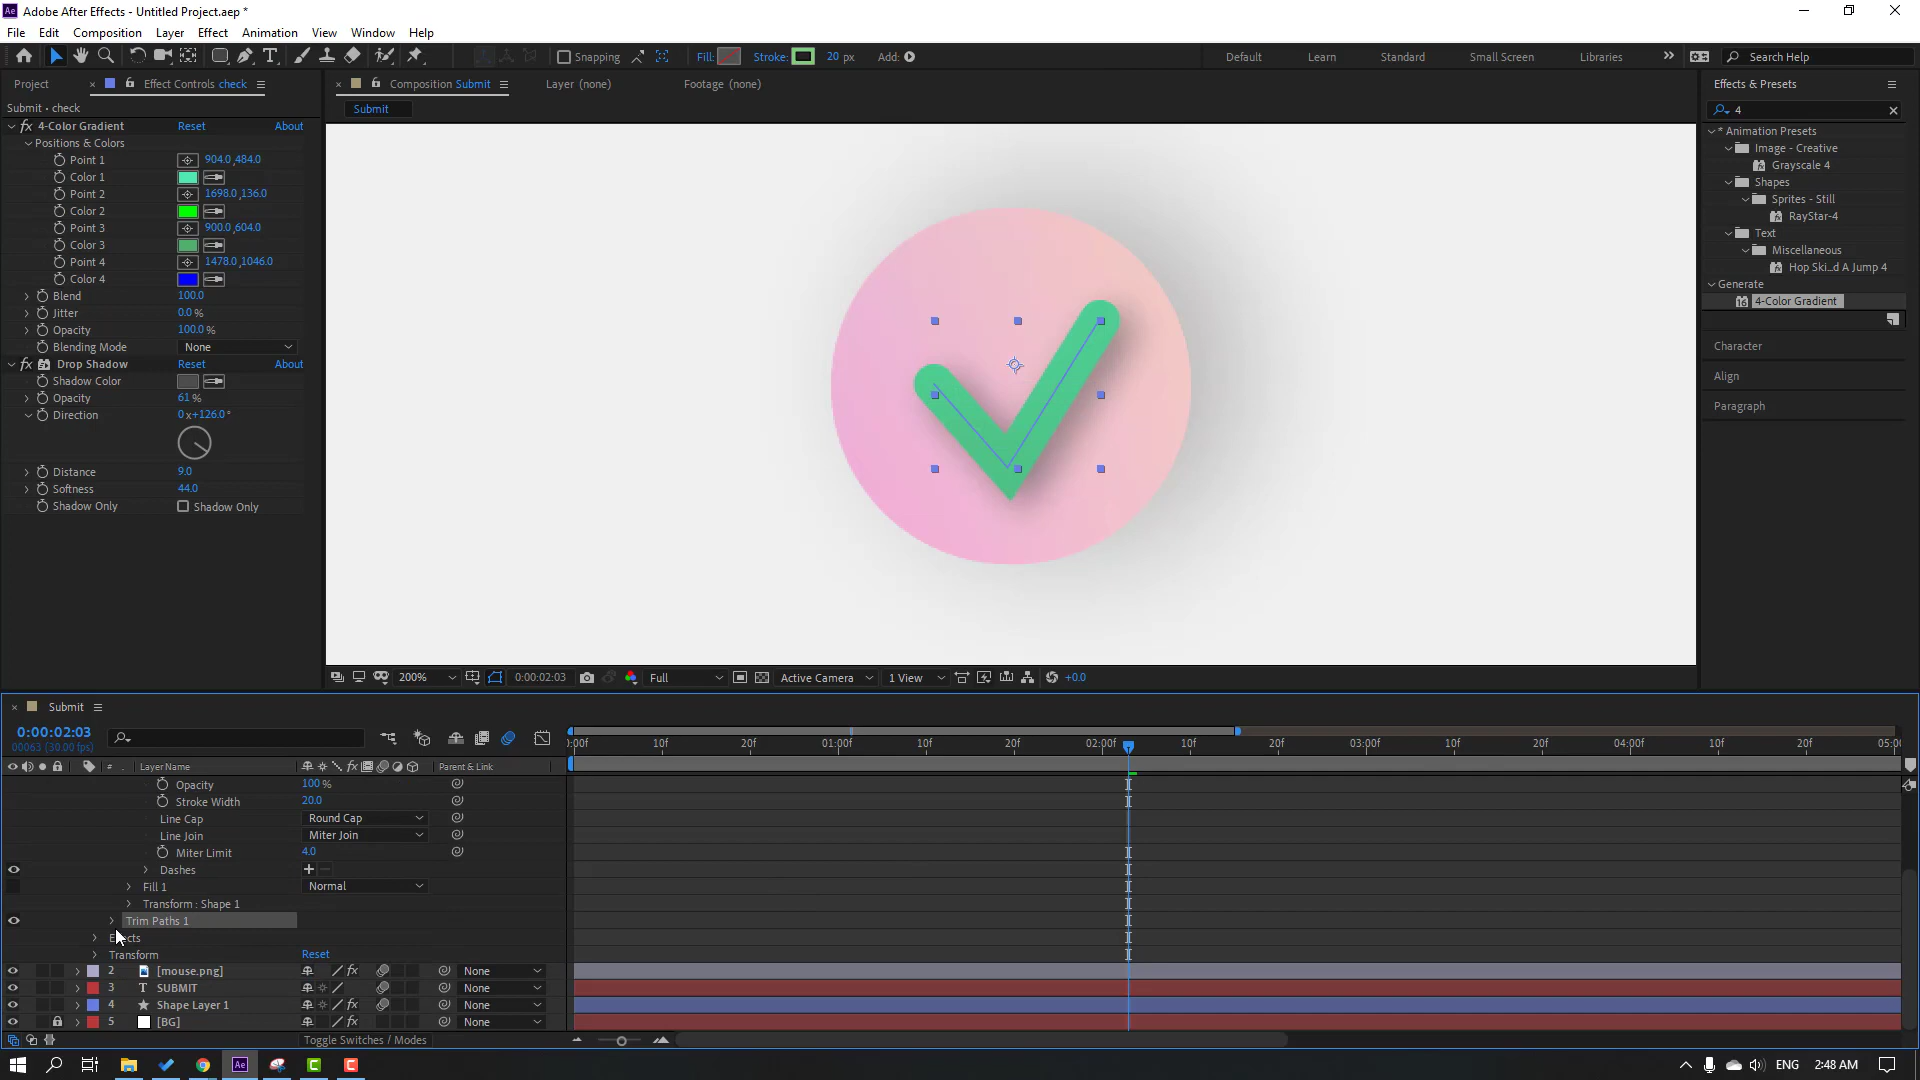 Adobe After Effects - Untitled Project.aep *
File Edit Composition Layer Effect Animation View Window Help
Snapping Fill: Stroke: 20 px Add: Default Learn Standard Small Screen Libraries Search Help
Project Effect Controls check Composition Submit Layer (none) Footage (none) Effects & Presets
Submit • check Submit 4
4-Color Gradient Reset About
Positions & Colors
Point 1 904.0,484.0
Color 1
Point 2 1698.0,136.0
Color 2
Point 3 900.0,604.0
Color 3
Point 4 1478.0,1046.0
Color 4
Blend 100.0
Jitter 0.0 %
Opacity 100.0 %
Blending Mode None
Drop Shadow Reset About
Shadow Color
Opacity 61 %
Direction 0 x+126.0 °
Distance 9.0
Softness 44.0
Shadow Only Shadow Only
* Animation Presets
Image - Creative
Grayscale 4
Shapes
Sprites - Still
RayStar-4
Text
Miscellaneous
Hop Ski...d A Jump 4
Generate
4-Color Gradient
Character
Align
Paragraph
200% 0:00:02:03 Full Active Camera 1 View +0.0
Submit
0:00:02:03
00063 (30.00 fps)
:00f 10f 20f 01:00f 10f 20f 02:00f 10f 20f 03:00f 10f 20f 04:00f 10f 20f 05:00
# Layer Name Parent & Link
Opacity 100 %
Stroke Width 20.0
Line Cap Round Cap
Line Join Miter Join
Miter Limit 4.0
Dashes
Fill 1 Normal
Transform : Shape 1
Trim Paths 1
Transform Reset
2 [mouse.png] None
3 T SUBMIT None
4 Shape Layer 1 None
5 [BG] None
Toggle Switches / Modes
Ae ENG 2:48 AM